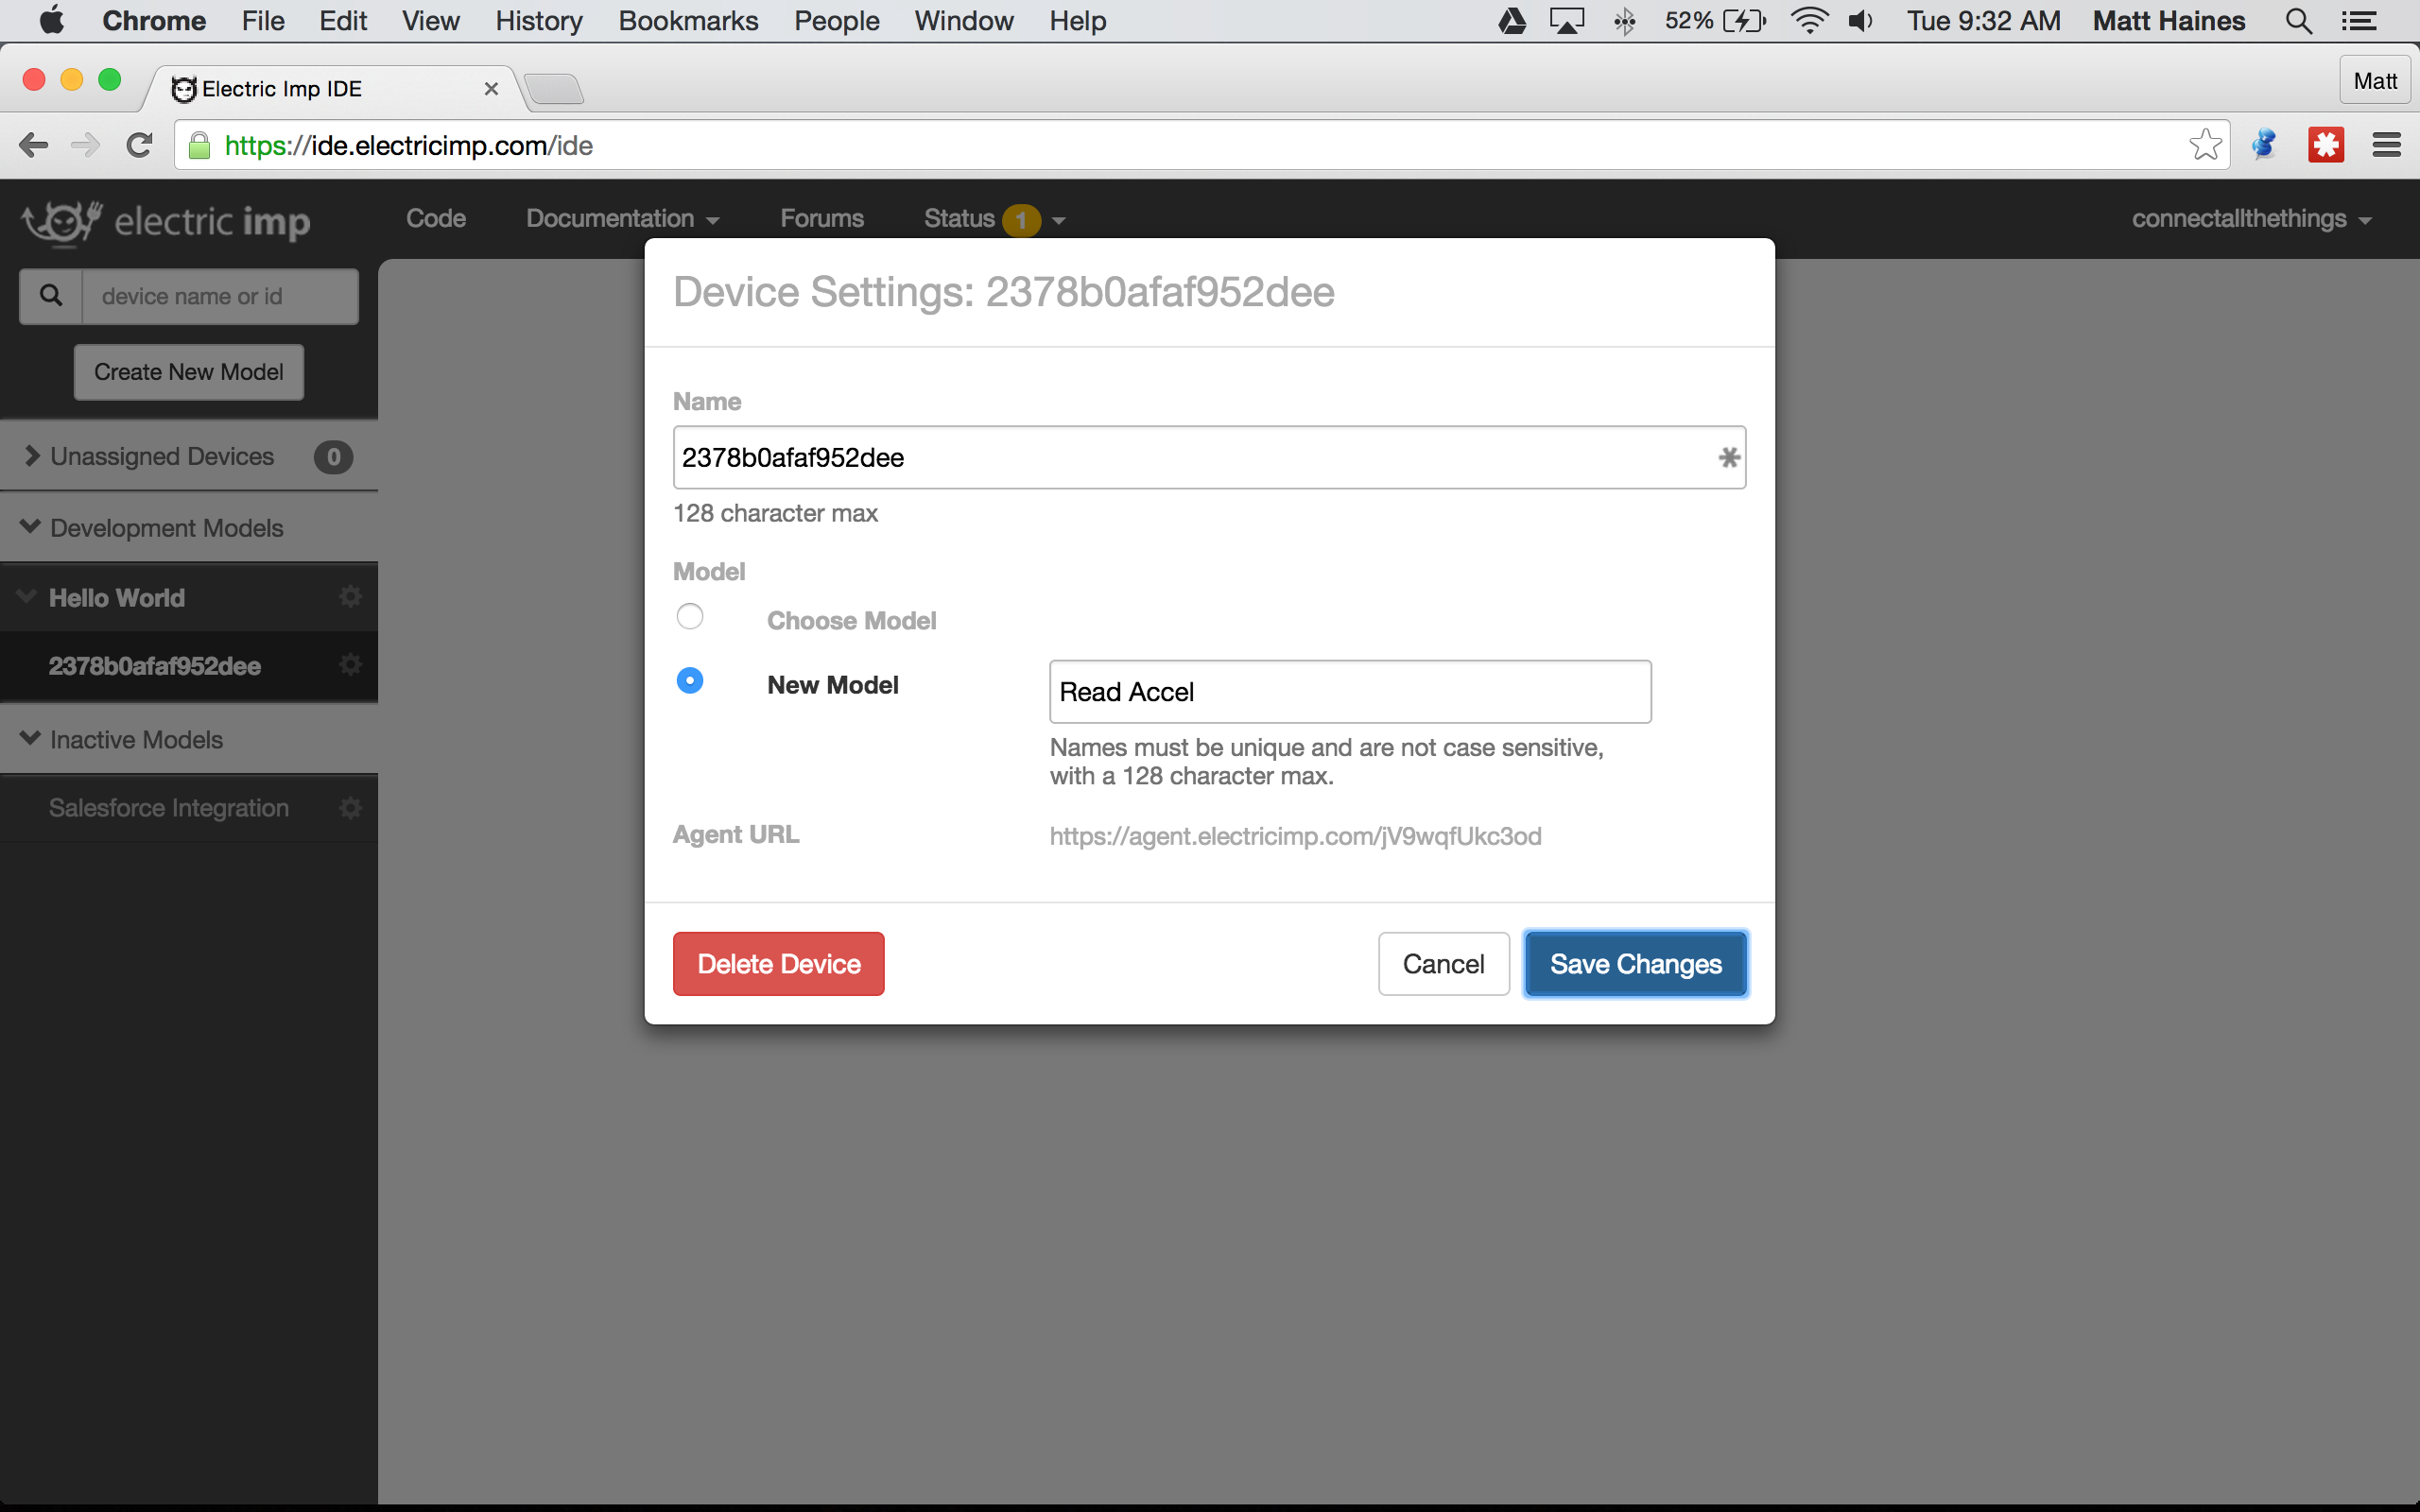 Chrome File Edit View History Bookmarks People Window Help 52% Tue 9:32 AM Matt Haines
Electric Imp IDE Matt
https://ide.electricimp.com/ide
electric imp Code Documentation Forums Status 1 connectallthethings
device name or id
Create New Model
Unassigned Devices 0
Development Models
Hello World
2378b0afaf952dee
Inactive Models
Salesforce Integration
Device Settings: 2378b0afaf952dee
Name
2378b0afaf952dee
128 character max
Model
Choose Model
New Model Read Accel
Names must be unique and are not case sensitive,
with a 128 character max.
Agent URL https://agent.electricimp.com/jV9wqfUkc3od
Delete Device Cancel Save Changes